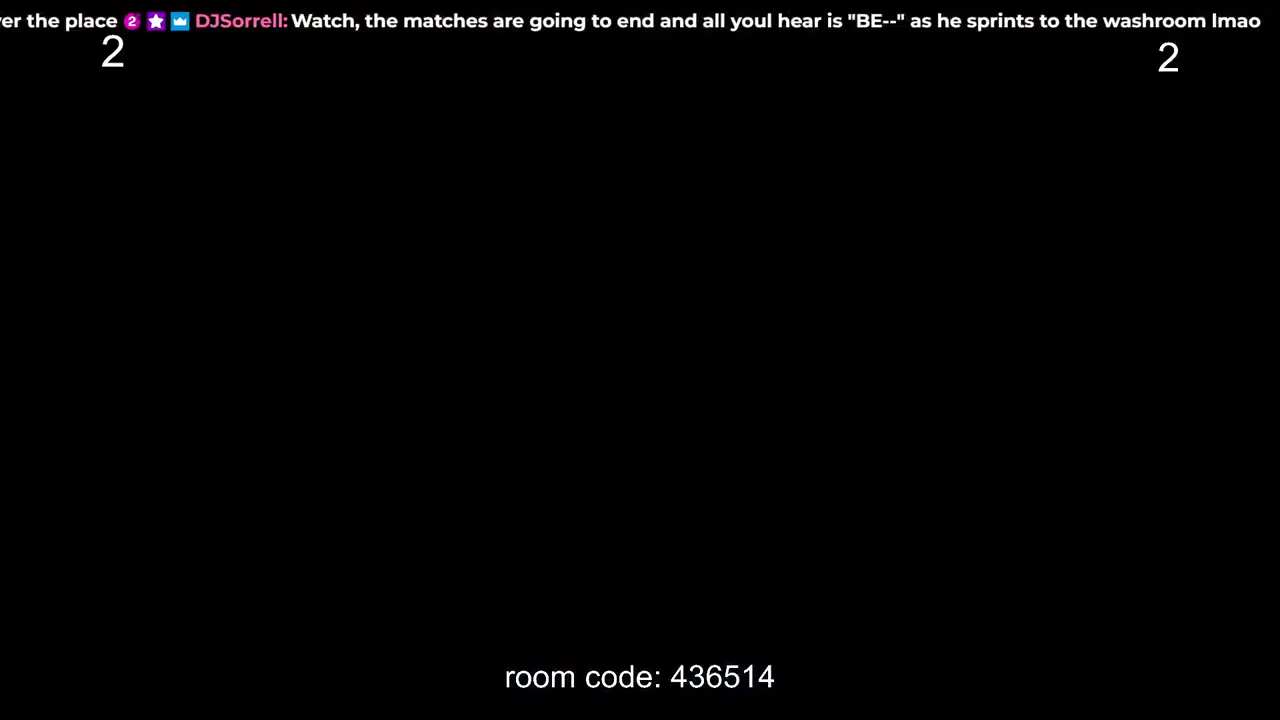 er the place 2 DJSorrell: Watch, the matches are going to end and all youl hear is "BE--" as he sprints to the washroom lmao
2
2
room code: 436514